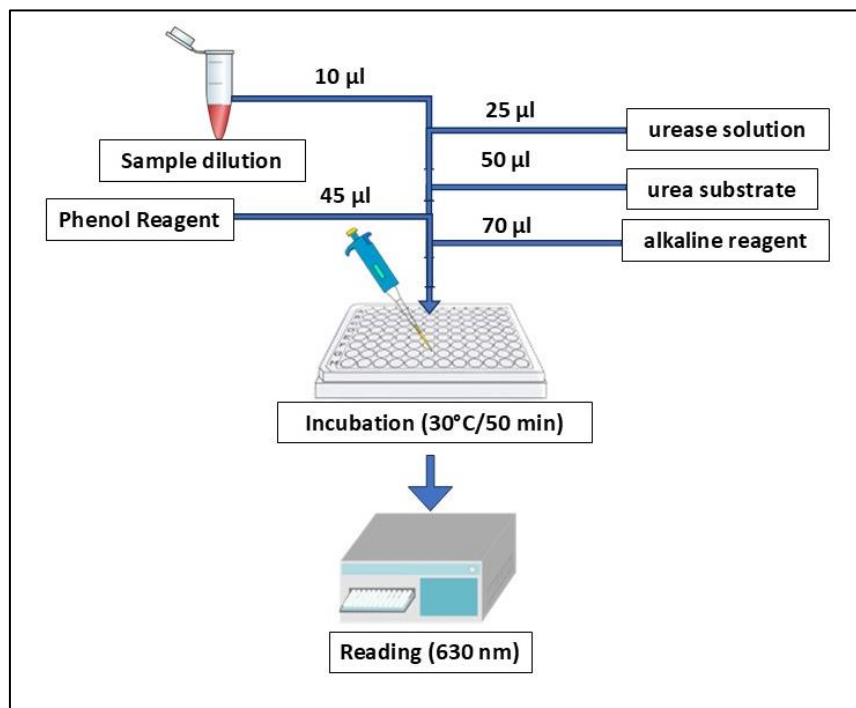 10 µl
25 µl
urease solution
Sample dilution
50 µl
urea substrate
45 µl
Phenol Reagent
70 µl
alkaline reagent
Incubation (30°C/50 min)
Reading (630 nm)